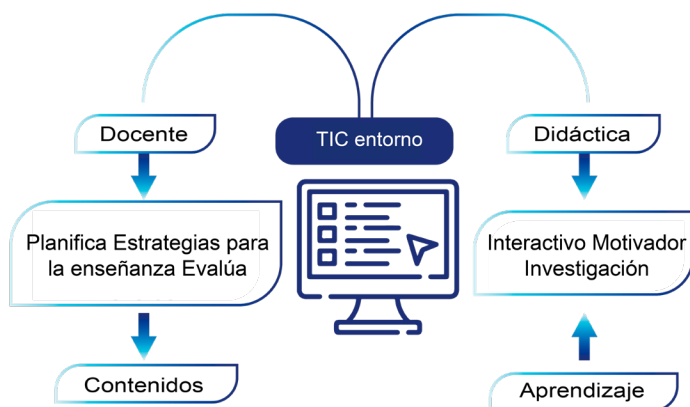 Docente
TIC entorno
Didáctica
Planifica Estrategias para
la enseñanza Evalúa
Interactivo Motivador
Investigación
Contenidos
Aprendizaje